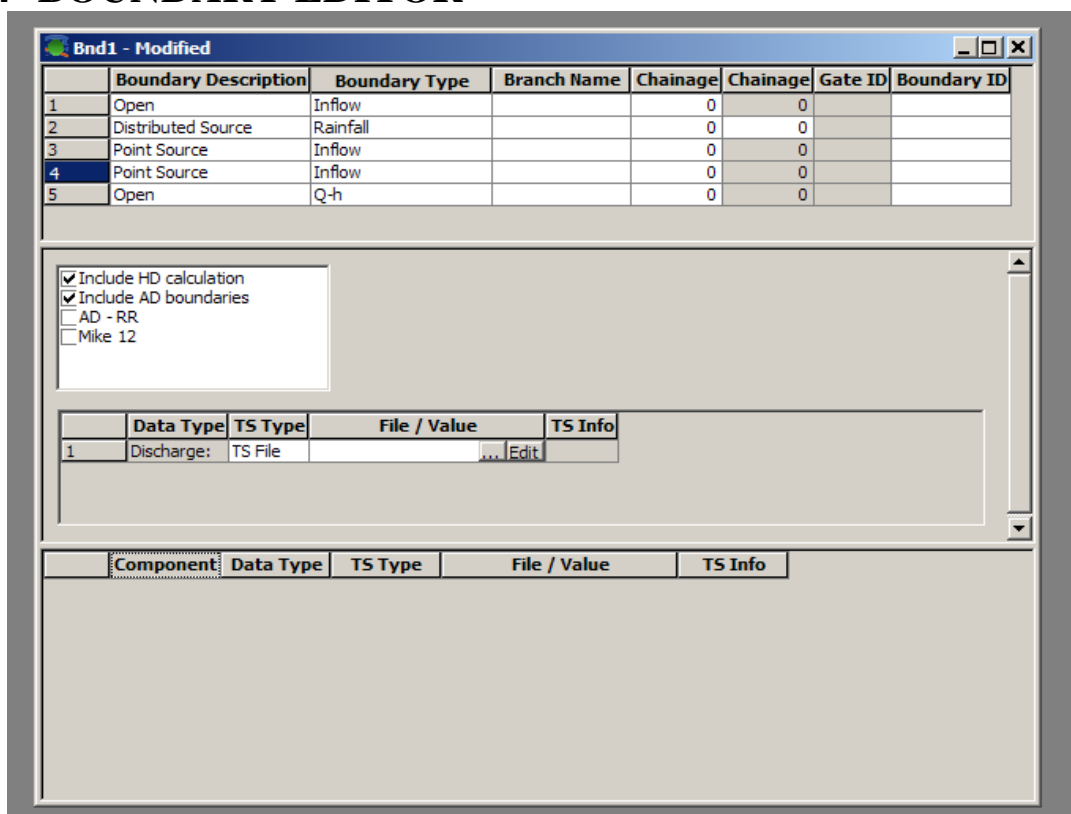 BOUNDARY EDITOR
Bnd1 - Modified
Boundary Description Boundary Type Branch Name Chainage Chainage Gate ID Boundary ID
1 Open Inflow 0 0
2 Distributed Source Rainfall 0 0
3 Point Source Inflow 0 0
4 Point Source Inflow 0 0
5 Open Q-h 0 0
Include HD calculation
Include AD boundaries
AD - RR
Mike 12
Data Type TS Type File / Value TS Info
1 Discharge: TS File ... Edit
Component Data Type TS Type File / Value TS Info